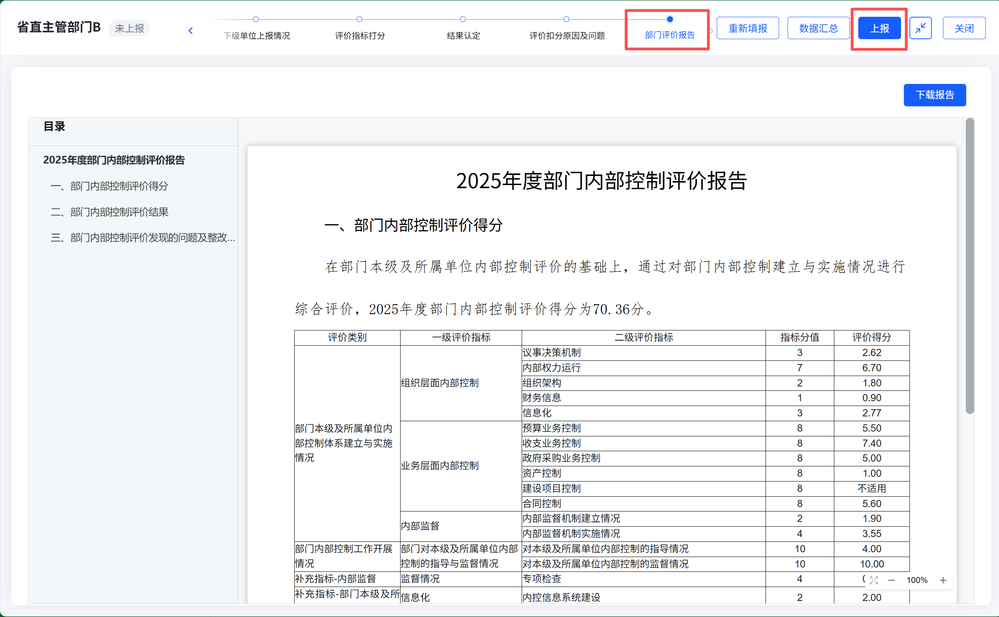 省直主管部门B 未上报
下级单位上报情况 评价指标打分 结果认定 评价扣分原因及问题 部门评价报告
重新填报 数据汇总 上报 关闭
下载报告
目录
2025年度部门内部控制评价报告
一、部门内部控制评价得分
二、部门内部控制评价结果
三、部门内部控制评价发现的问题及整改...
2025年度部门内部控制评价报告
一、部门内部控制评价得分
在部门本级及所属单位内部控制评价的基础上，通过对部门内部控制建立与实施情况进行
综合评价，2025年度部门内部控制评价得分为70.36分。
评价类别 一级评价指标 二级评价指标 指标分值 评价得分
部门本级及所属单位内
部控制体系建立与实施
情况
组织层面内部控制
议事决策机制 3 2.62
内部权力运行 7 6.70
组织架构 2 1.80
财务信息 1 0.90
信息化 3 2.77
业务层面内部控制
预算业务控制 8 5.50
收支业务控制 8 7.40
政府采购业务控制 8 5.00
资产控制 8 1.00
建设项目控制 8 不适用
合同控制 8 5.60
内部监督
内部监督机制建立情况 2 1.90
内部监督机制实施情况 4 3.55
部门内部控制工作开展
情况
部门对本级及所属单位内部
控制的指导与监督情况
对本级及所属单位内部控制的指导情况 10 4.00
对本级及所属单位内部控制的监督情况 10 10.00
补充指标-内部监督 监督情况 专项检查 4
补充指标-部门本级及所 信息化 内控信息系统建设 2 2.00
100%